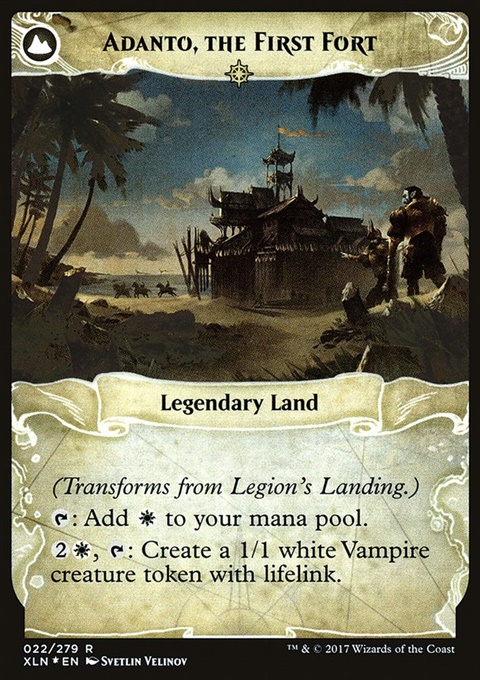 Adanto, the First Fort
Legendary Land
(Transforms from Legion's Landing.)
: Add to your mana pool.
2 , : Create a 1/1 white Vampire
creature token with lifelink.
022/279 R
XLN ★ EN Svetlin Velinov
™ & © 2017 Wizards of the Coast